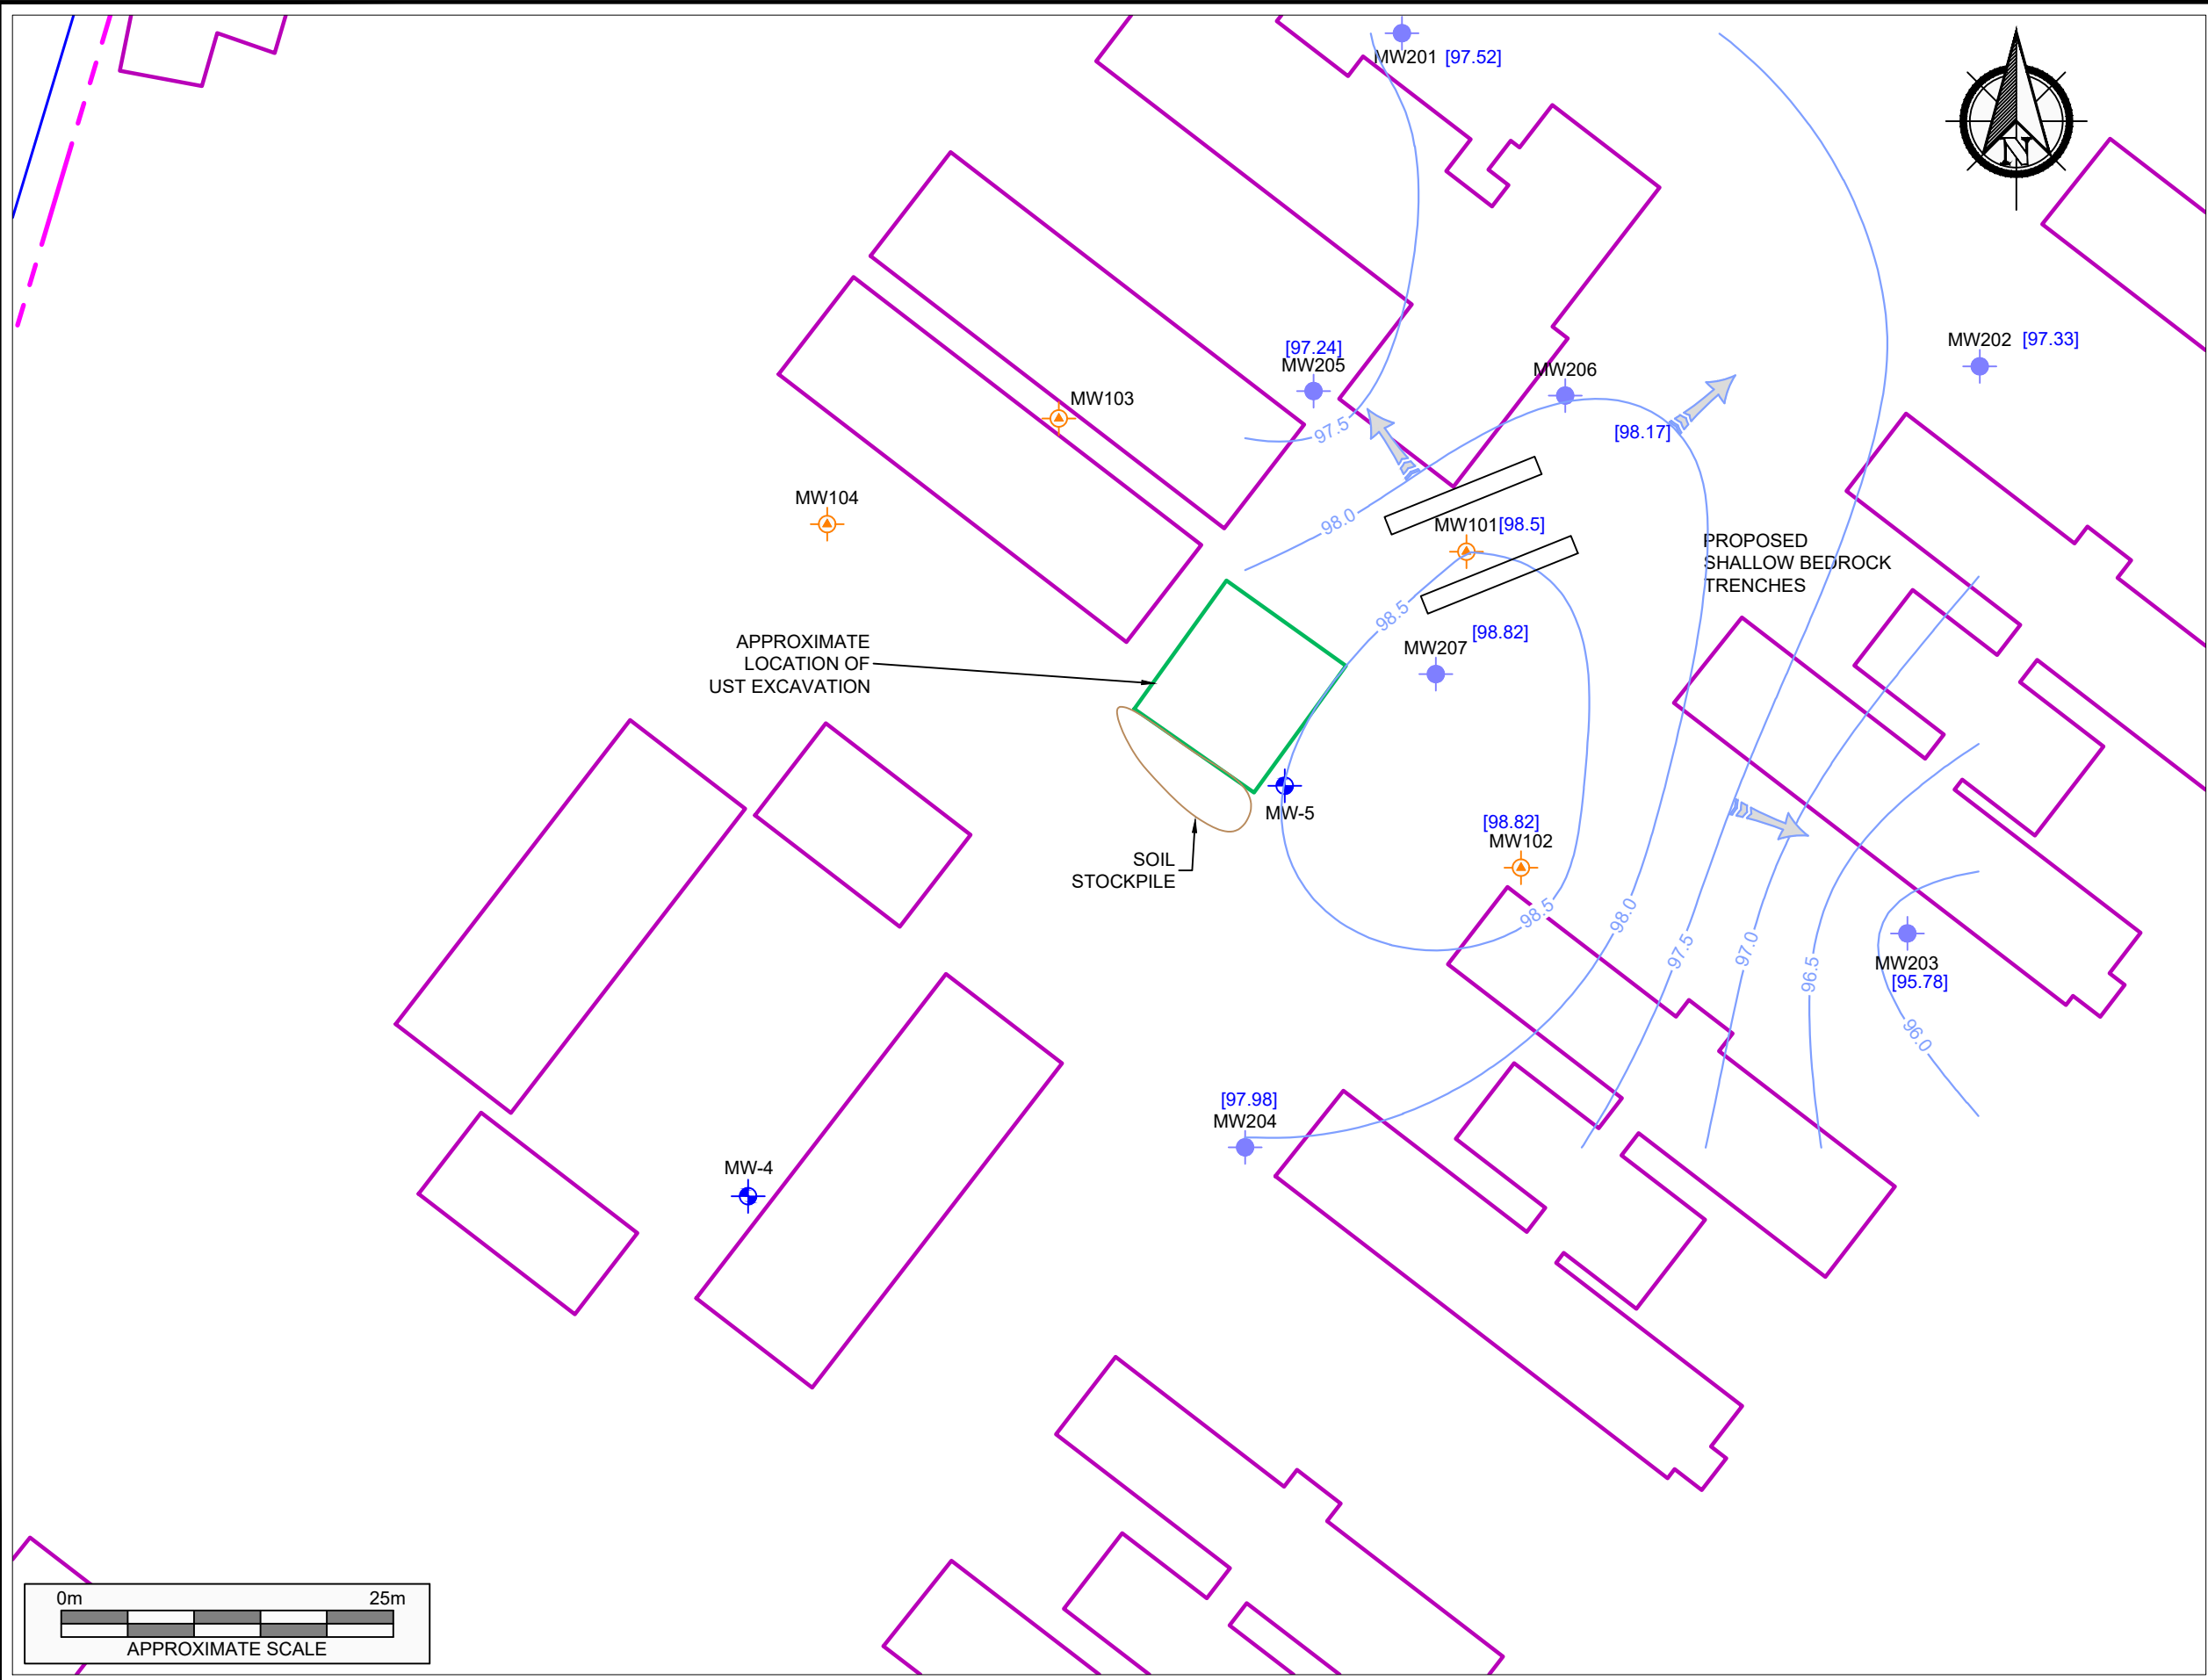 MW201 [97.52]
N
MW202 [97.33]
[97.24]
MW205
MW206
[98.17]
MW103
97.5
MW104
98.0
MW101 [98.5]
PROPOSED
SHALLOW BEDROCK
TRENCHES
98.5
[98.82]
MW207
APPROXIMATE
LOCATION OF
UST EXCAVATION
MW-5
[98.82]
MW102
SOIL
STOCKPILE
98.5
98.0
97.5
97.0
96.5
MW203
[95.78]
96.0
[97.98]
MW204
MW-4
0m 25m
APPROXIMATE SCALE